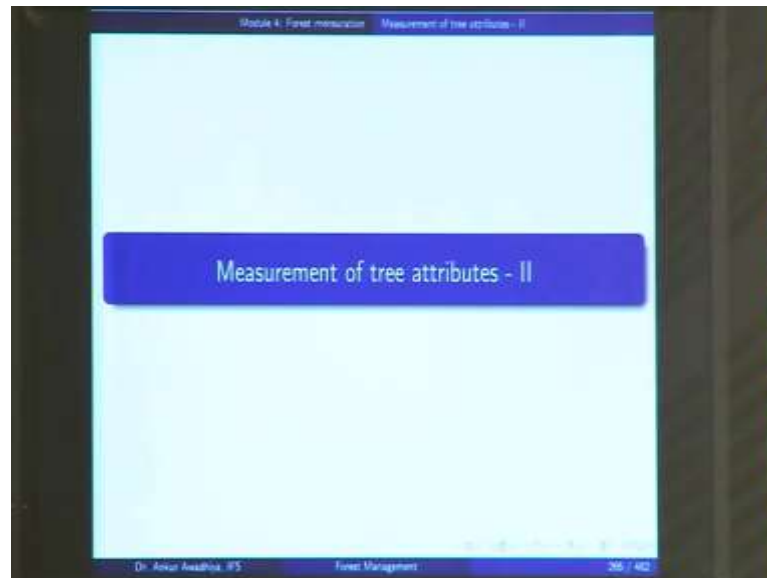 Module 4: Forest mensuration Measurement of tree attributes - II
Measurement of tree attributes - II
Dr. Ankur Awadhiya, IFS Forest Management 266 / 482